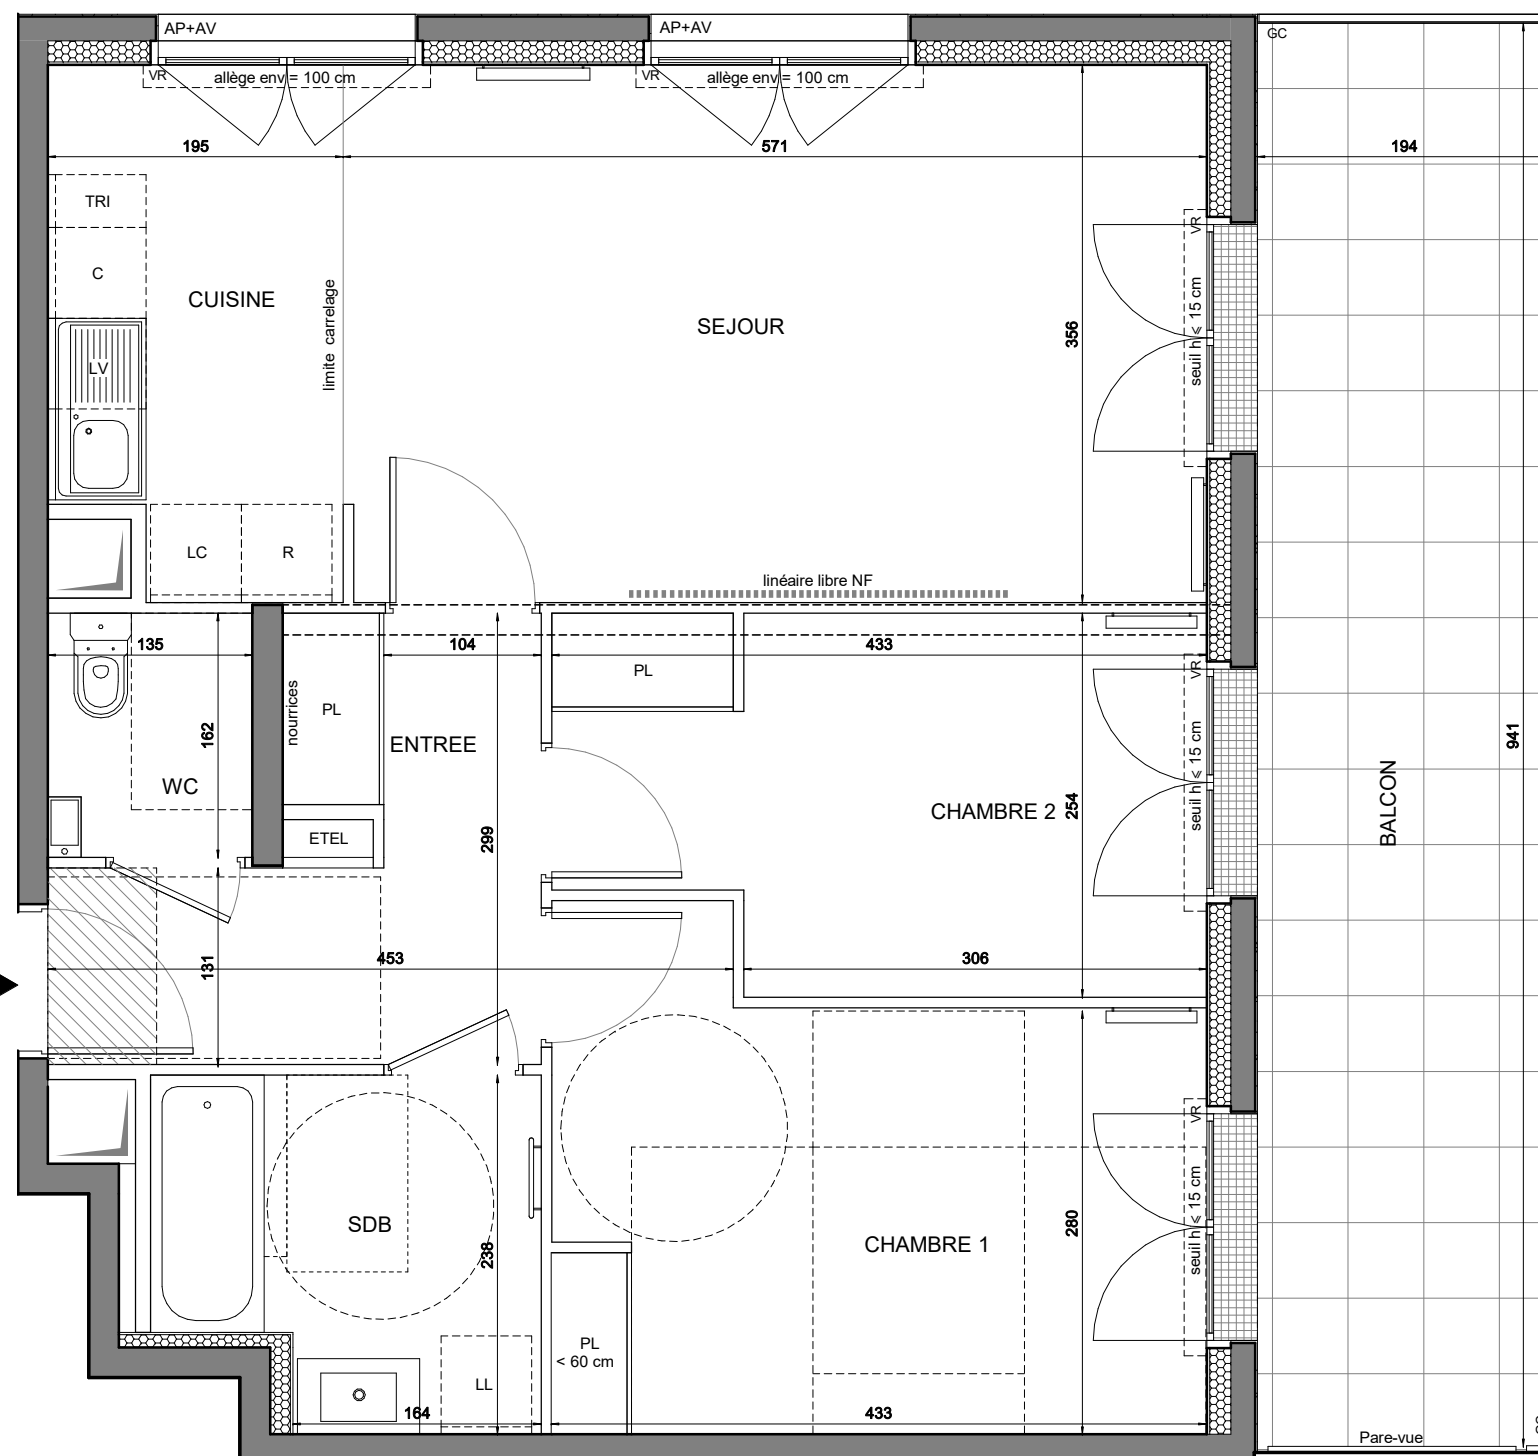 AP+AV
AP+AV
GC
VR
allège env = 100 cm
VR
allège env = 100 cm
195
571
194
TRI
C
CUISINE
limite carrelage
SEJOUR
356
VR
seuil h ≤ 15 cm
LV
LC
R
linéaire libre NF
135
104
433
PL
nourrices
PL
162
WC
ENTREE
ETEL
299
CHAMBRE 2
254
VR
seuil h ≤ 15 cm
BALCON
941
131
453
306
SDB
238
CHAMBRE 1
280
VR
seuil h ≤ 15 cm
PL
< 60 cm
LL
164
433
Pare-vue